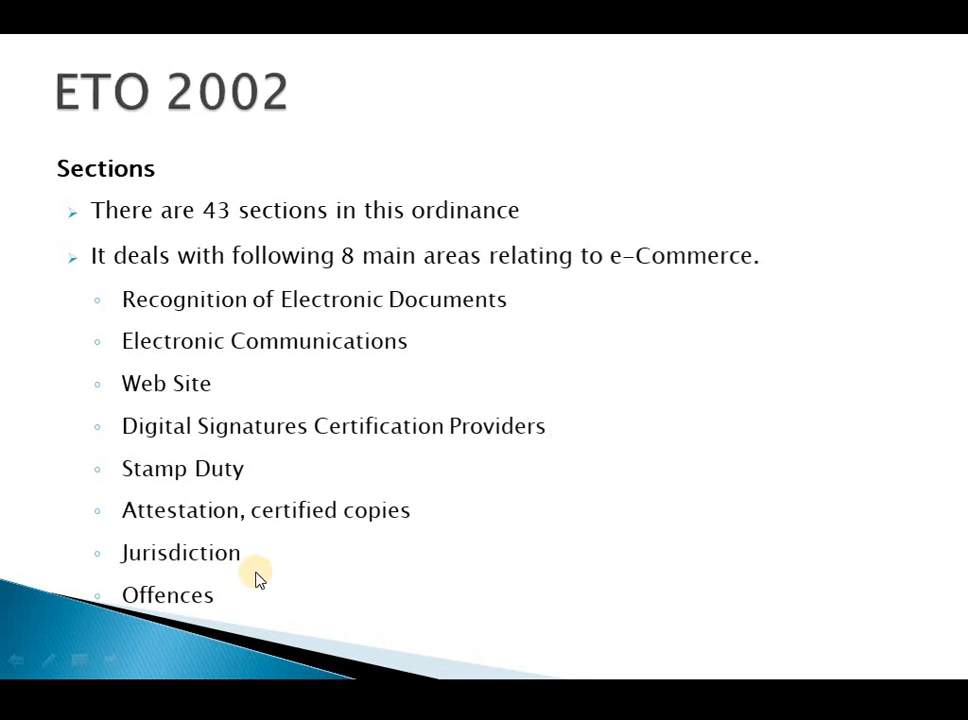 ETO 2002
Sections
There are 43 sections in this ordinance
It deals with following 8 main areas relating to e-Commerce.
Recognition of Electronic Documents
Electronic Communications
Web Site
Digital Signatures Certification Providers
Stamp Duty
Attestation, certified copies
Jurisdiction
Offences